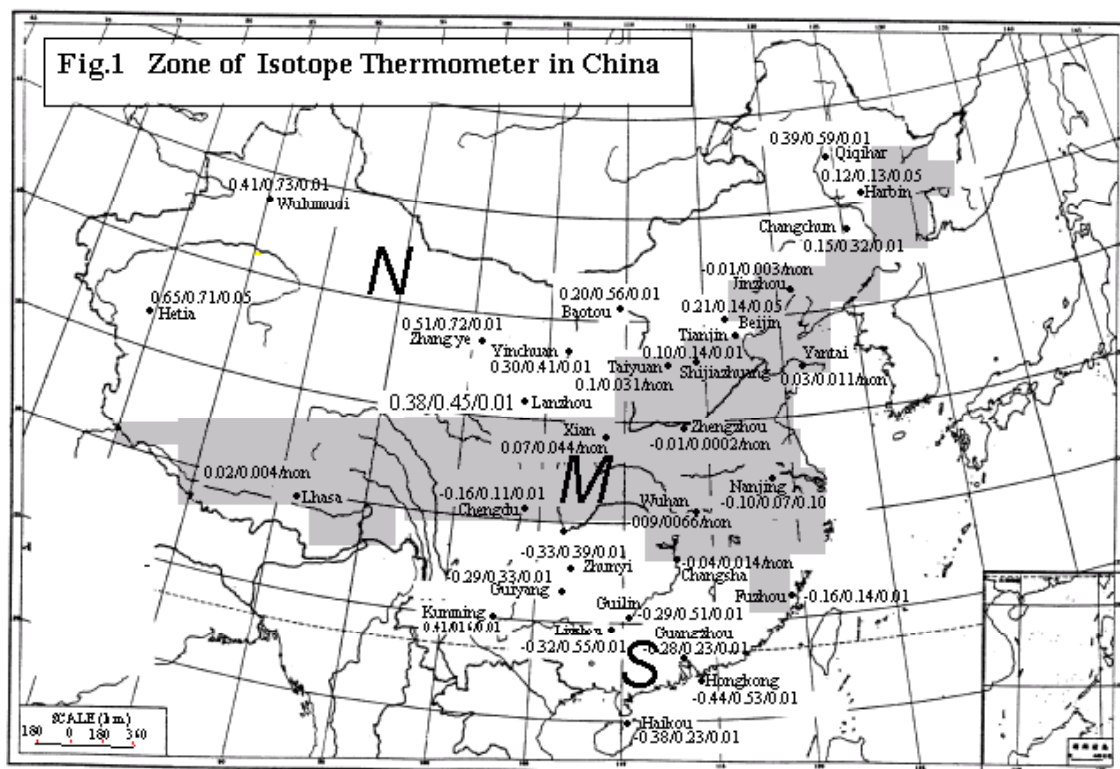 Fig.1 Zone of Isotope Thermometer in China
0.39/0.59/0.01
Qiqihar
0.12/0.13/0.05
Harbin
0.41/0.73/0.01
Wulumuqi
Changchun
0.15/0.32/0.01
N
-0.01/0.003/non
Jinzhou
0.65/0.71/0.05
Hetia
0.20/0.56/0.01
Baotou
0.21/0.14/0.05
Beijin
0.51/0.72/0.01
Zhangye
Tianjin
Yinchuan
0.30/0.41/0.01
0.10/0.14/0.01
Shijiazhuang
Yantai
0.03/0.011/non
Taiyuan
0.1/0.031/non
0.38/0.45/0.01
Lanzhou
Xian
0.07/0.044/non
Zhengzhou
-0.01/0.0002/non
0.02/0.004/non
Lhasa
M
-0.16/0.11/0.01
Chengdu
Nanjing
-0.10/0.07/0.10
Wuhan
009/0066/non
-0.33/0.39/0.01
Zhunyi
-0.04/0.014/non
Changsha
-0.29/0.33/0.01
Guiyang
Fuzhou
-0.16/0.14/0.01
Guilin
-0.29/0.51/0.01
Kunming
Guangzhou
-0.28/0.23/0.01
-0.32/0.55/0.01
S
Hongkong
-0.44/0.53/0.01
Haikou
-0.38/0.23/0.01
SCALE (km)
180 0 180 360